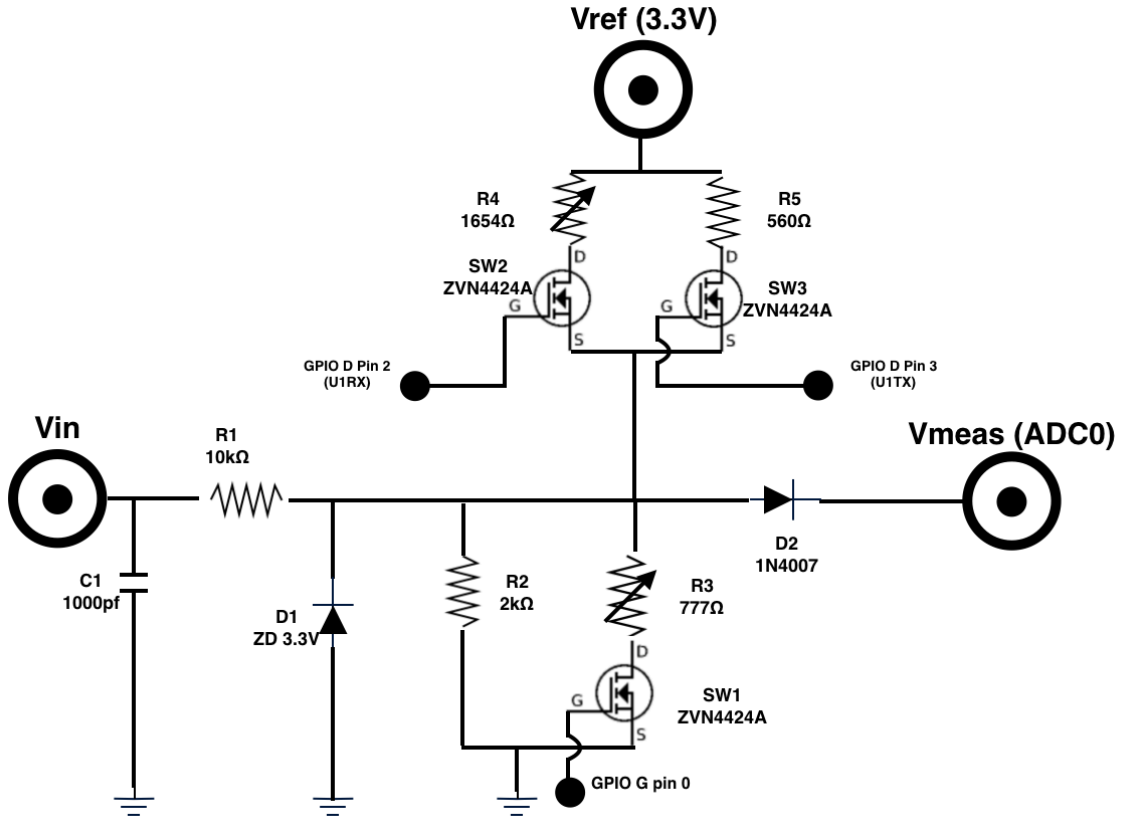 Vref (3.3V)
R4
1654Ω
R5
560Ω
D
D
SW2
ZVN4424A
SW3
ZVN4424A
G
G
S
S
GPIO D Pin 2
(U1RX)
GPIO D Pin 3
(U1TX)
Vin
R1
10kΩ
Vmeas (ADC0)
D2
1N4007
C1
1000pf
R2
2kΩ
R3
777Ω
D1
ZD 3.3V
D
G
SW1
ZVN4424A
S
GPIO G pin 0